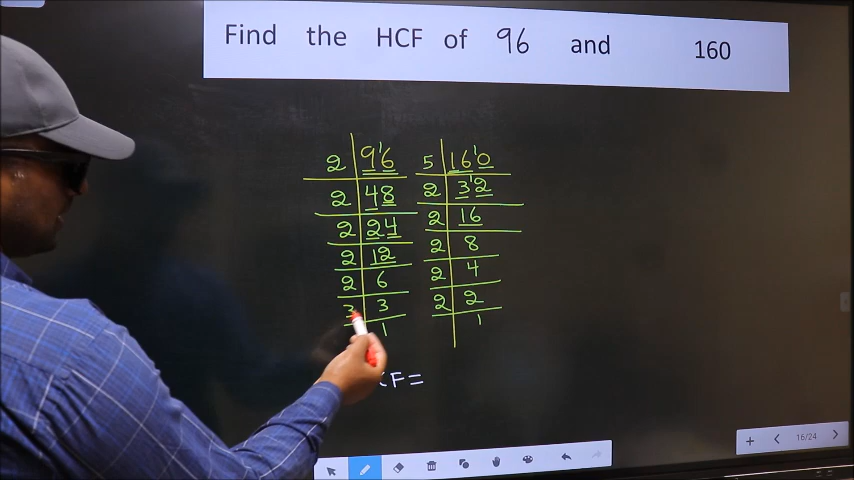 Find the HCF of 96 and 160
2 96 5 160
2 48 2 32
2 24 2 16
2 12 2 8
2 6 2 4
3 3 2 2
1 1
CF =
16/24